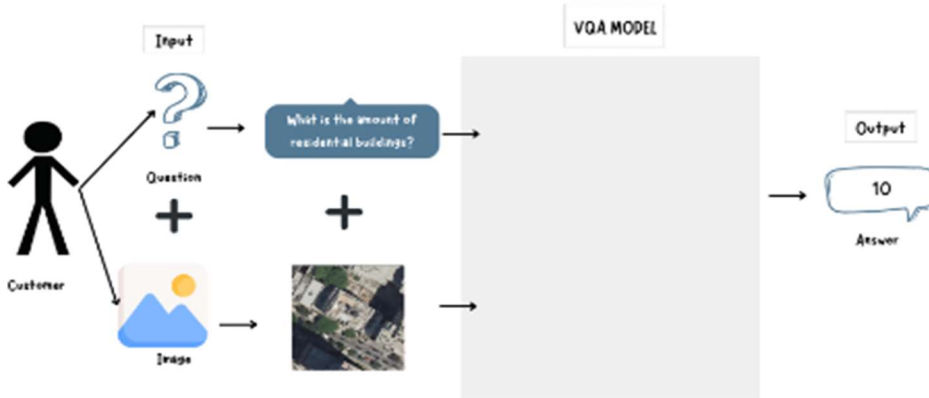 VQA MODEL
Input
Output
What is the amount of
residential buildings?
10
Question
Answer
Customer
Image